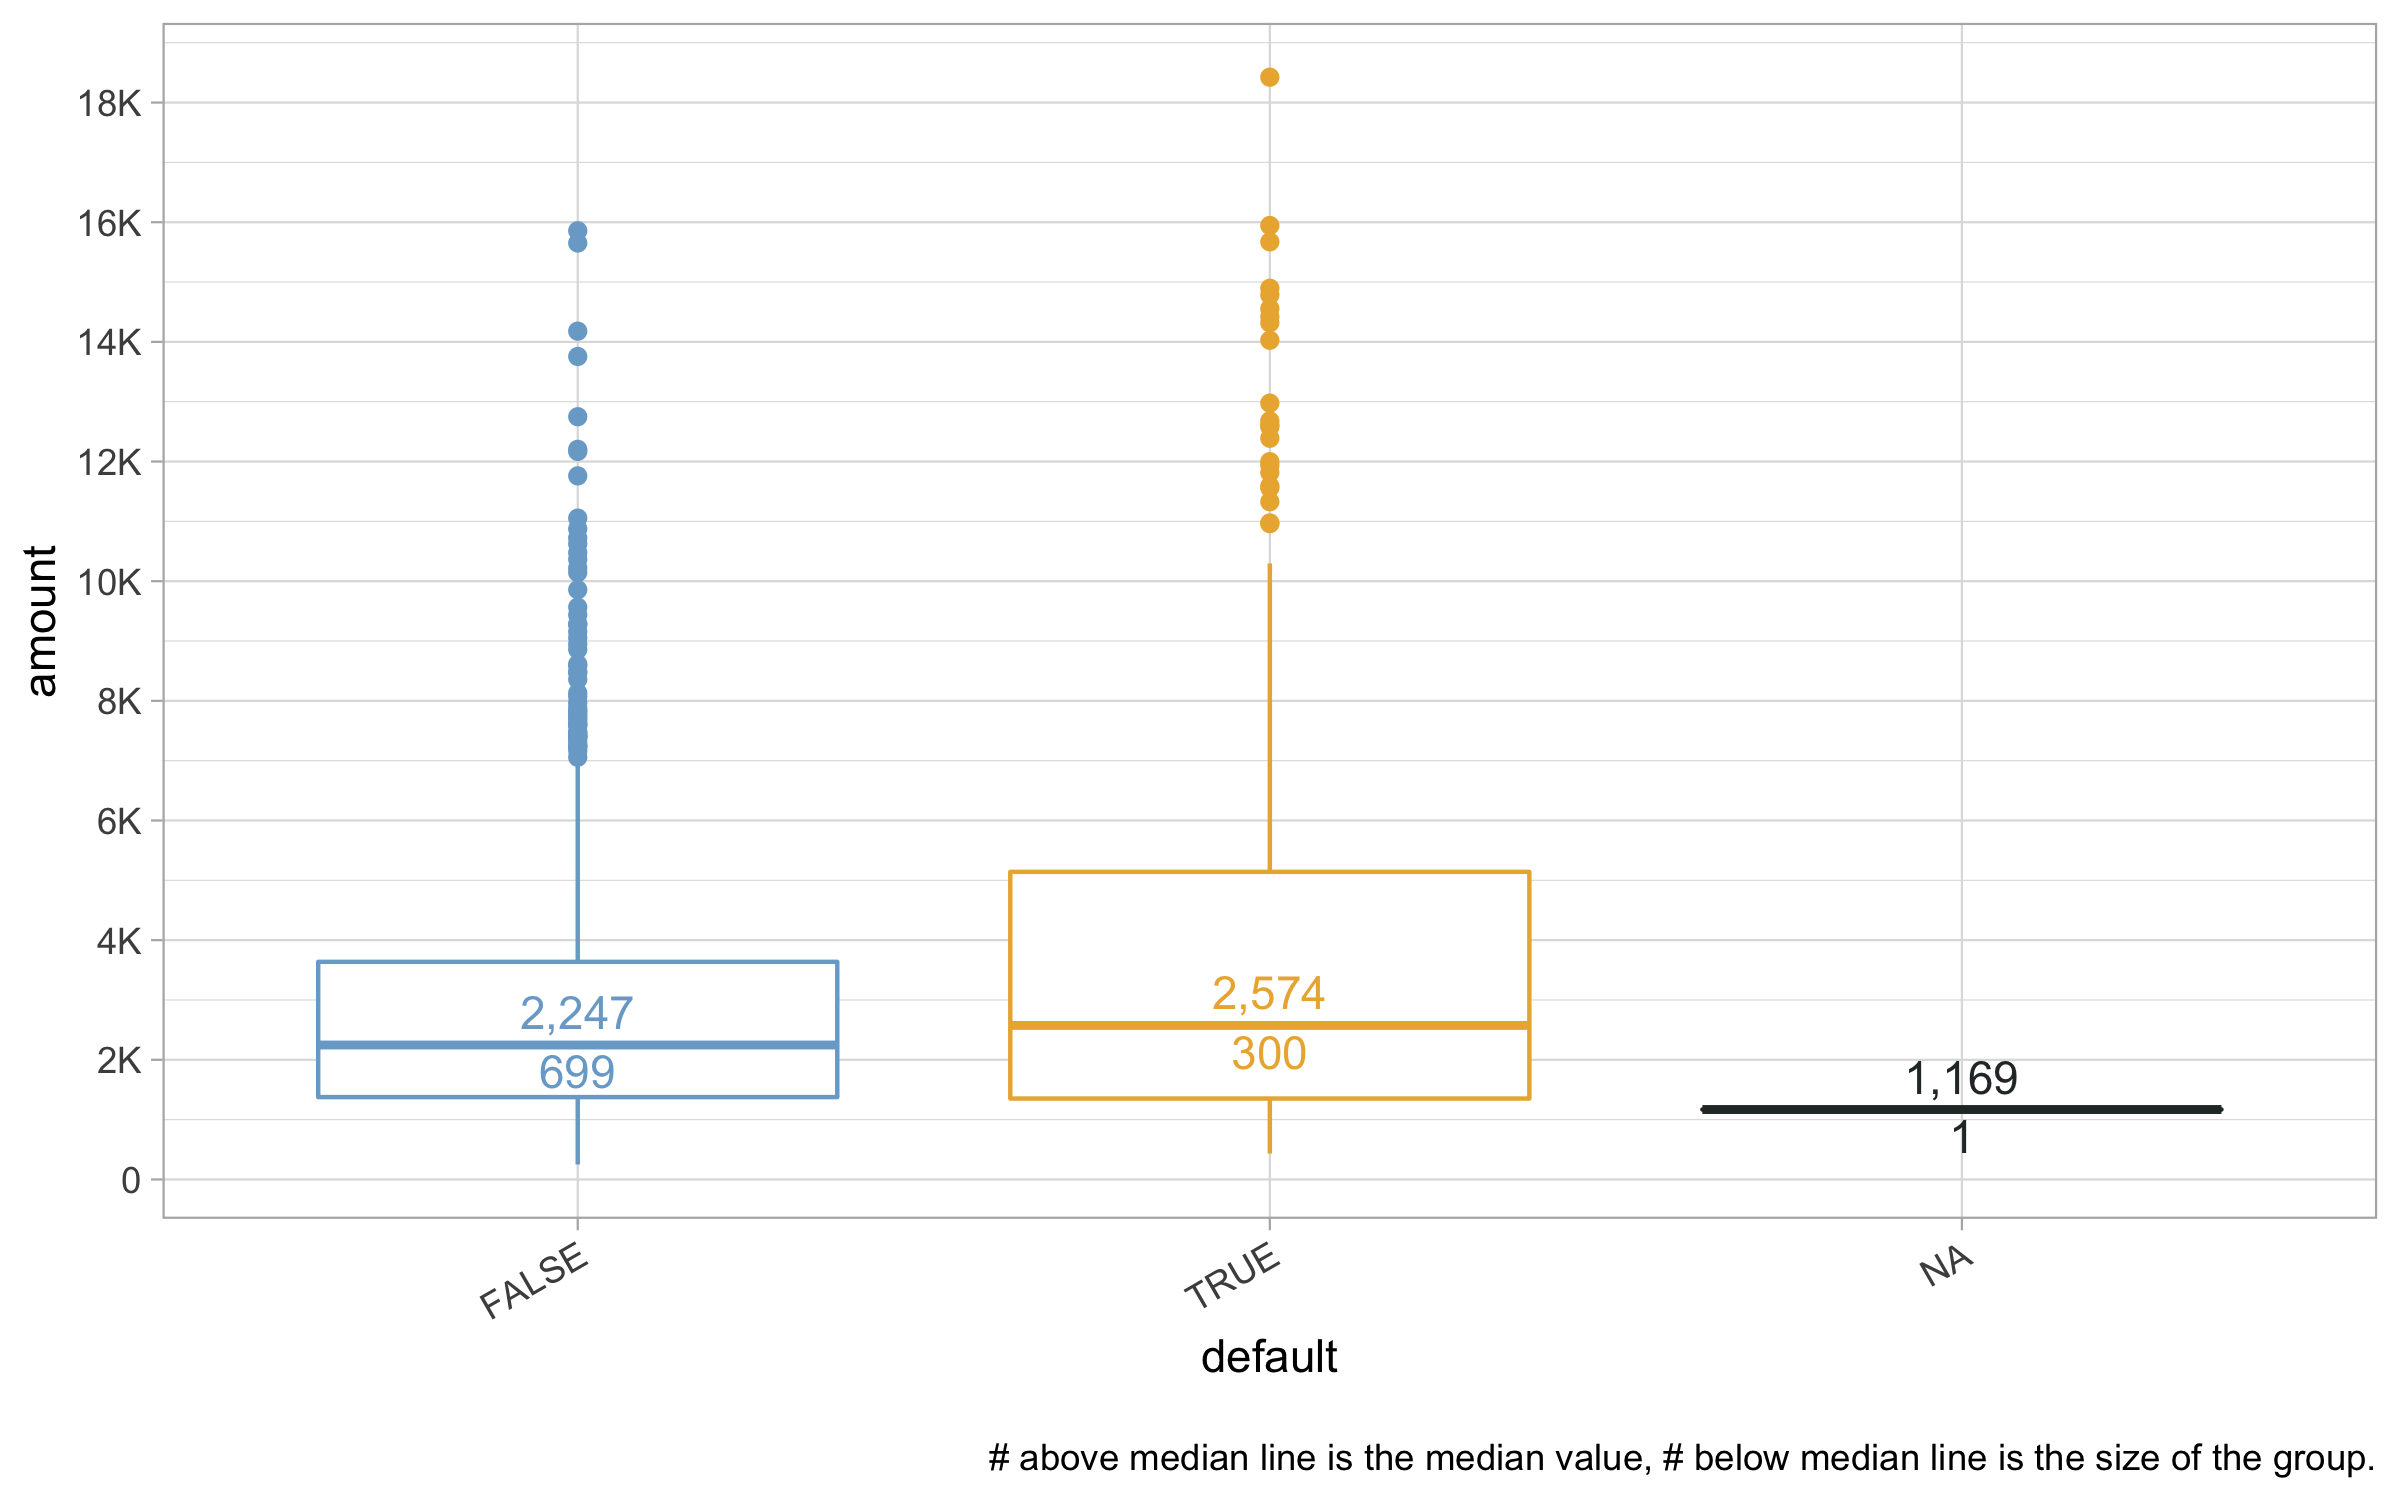 18K
16K
14K
12K
10K
8K
6K
4K
2K
0
amount
2,247
699
2,574
300
1,169
1
FALSE
TRUE
NA
default
# above median line is the median value, # below median line is the size of the group.